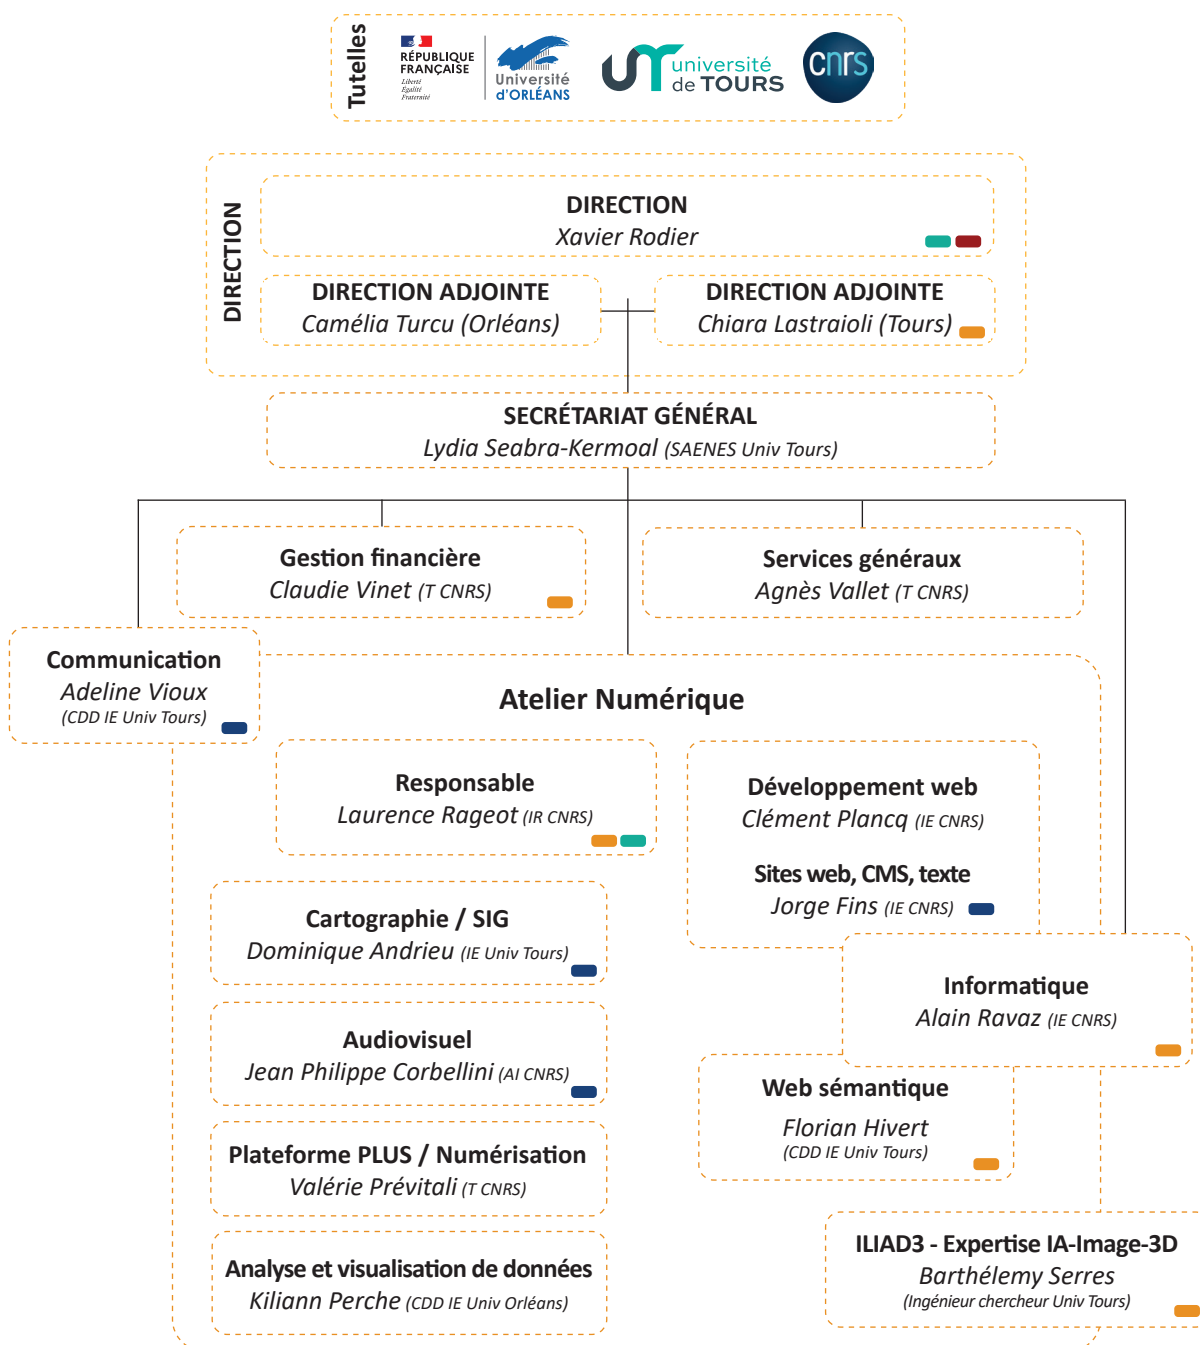 Tutelles
RÉPUBLIQUE
FRANÇAISE
Liberté
Égalité
Fraternité
Université
d'ORLÉANS
université
de TOURS
cnrs
DIRECTION
DIRECTION
Xavier Rodier
DIRECTION ADJOINTE
Camélia Turcu (Orléans)
DIRECTION ADJOINTE
Chiara Lastraioli (Tours)
SECRÉTARIAT GÉNÉRAL
Lydia Seabra-Kermoal (SAENES Univ Tours)
Gestion financière
Claudie Vinet (T CNRS)
Services généraux
Agnès Vallet (T CNRS)
Communication
Adeline Vioux
(CDD IE Univ Tours)
Atelier Numérique
Responsable
Laurence Rageot (IR CNRS)
Développement web
Clément Plancq (IE CNRS)
Sites web, CMS, texte
Jorge Fins (IE CNRS)
Cartographie / SIG
Dominique Andrieu (IE Univ Tours)
Informatique
Alain Ravaz (IE CNRS)
Audiovisuel
Jean Philippe Corbellini (AI CNRS)
Web sémantique
Florian Hivert
(CDD IE Univ Tours)
Plateforme PLUS / Numérisation
Valérie Prévitali (T CNRS)
Analyse et visualisation de données
Kiliann Perche (CDD IE Univ Orléans)
ILIAD3 - Expertise IA-Image-3D
Barthélemy Serres
(Ingénieur chercheur Univ Tours)